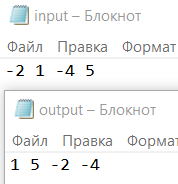 input – Блокнот
Файл Правка Формат
-2 1 -4 5
output – Блокнот
Файл Правка Формат
1 5 -2 -4